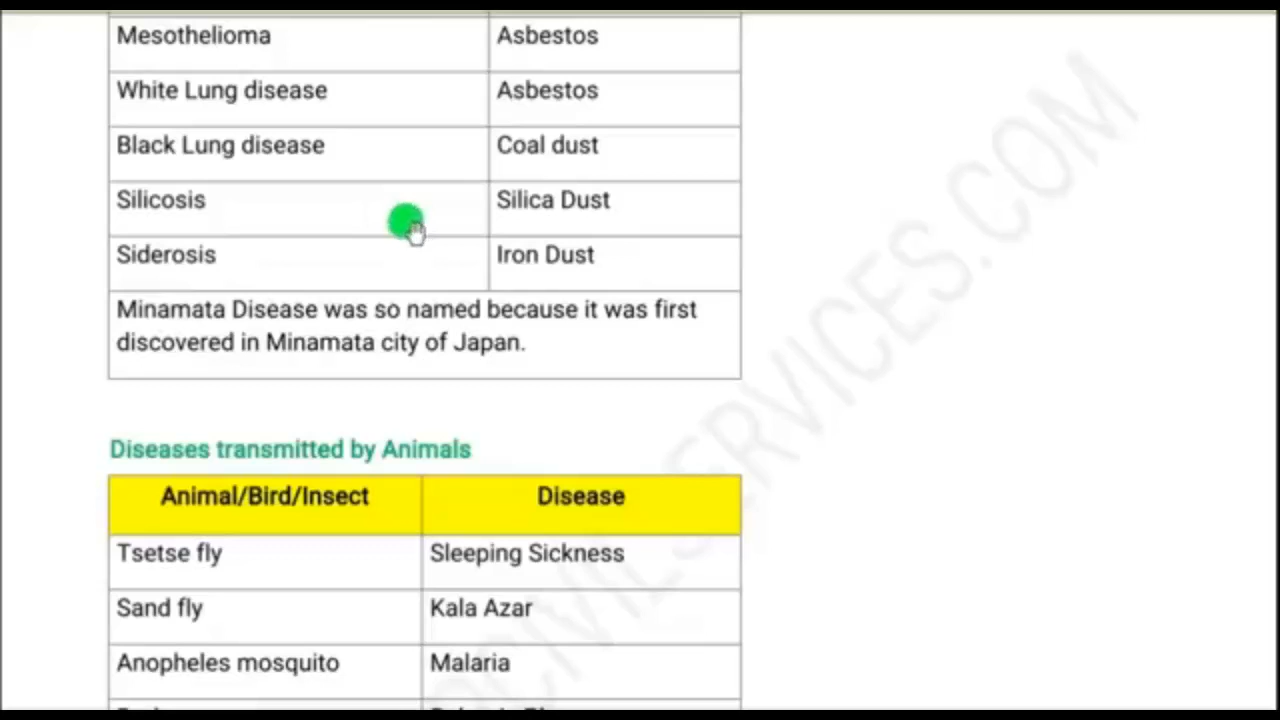 Mesothelioma Asbestos
White Lung disease Asbestos
Black Lung disease Coal dust
Silicosis Silica Dust
Siderosis Iron Dust
Minamata Disease was so named because it was first
discovered in Minamata city of Japan.
Diseases transmitted by Animals
Animal/Bird/Insect Disease
Tsetse fly Sleeping Sickness
Sand fly Kala Azar
Anopheles mosquito Malaria
CIVILSERVICES.COM